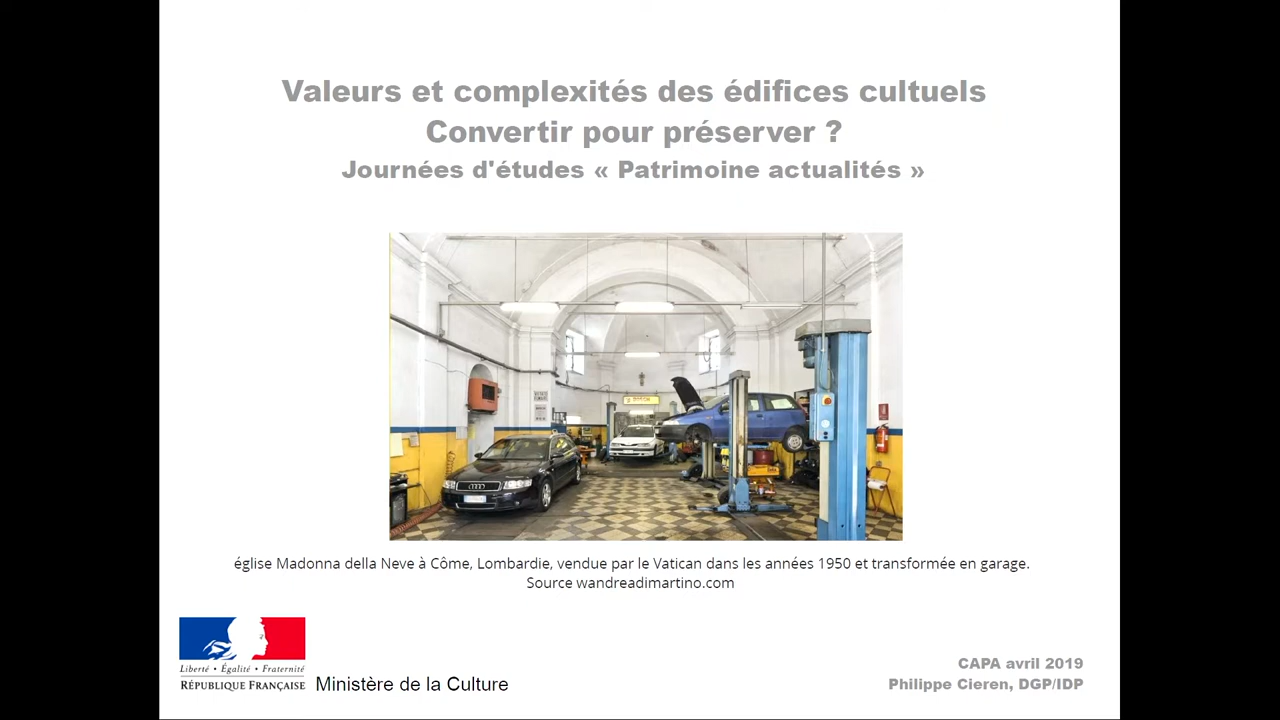 Valeurs et complexités des édifices cultuels
Convertir pour préserver ?
Journées d'études « Patrimoine actualités »
église Madonna della Neve à Côme, Lombardie, vendue par le Vatican dans les années 1950 et transformée en garage.
Source wandreadimartino.com
Liberté • Égalité • Fraternité
RÉPUBLIQUE FRANÇAISE
Ministère de la Culture
CAPA avril 2019
Philippe Cieren, DGP/IDP